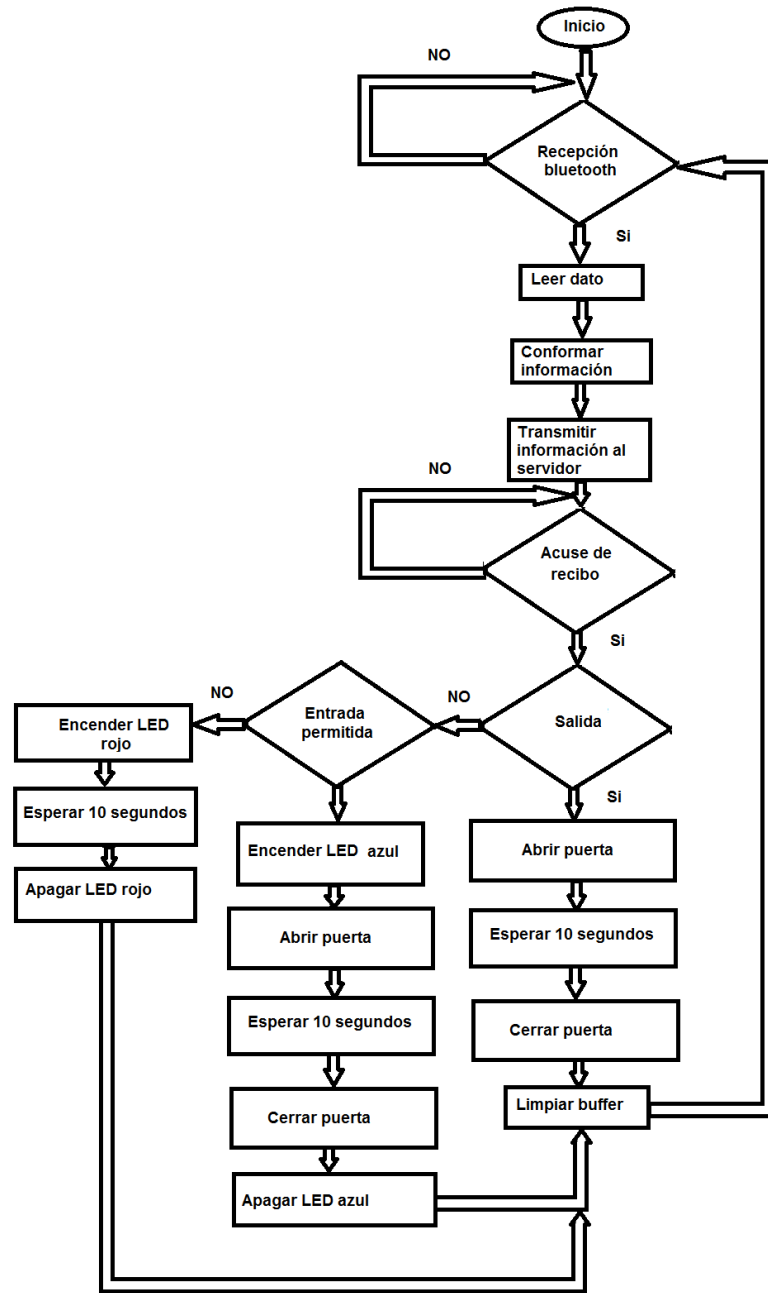 Inicio
NO
Recepción
bluetooth
Si
Leer dato
Conformar
información
Transmitir
información al
servidor
NO
Acuse de
recibo
Si
Salida
NO
Entrada
permitida
NO
Encender LED
rojo
Esperar 10 segundos
Apagar LED rojo
Encender LED azul
Abrir puerta
Esperar 10 segundos
Cerrar puerta
Apagar LED azul
Si
Abrir puerta
Esperar 10 segundos
Cerrar puerta
Limpiar buffer